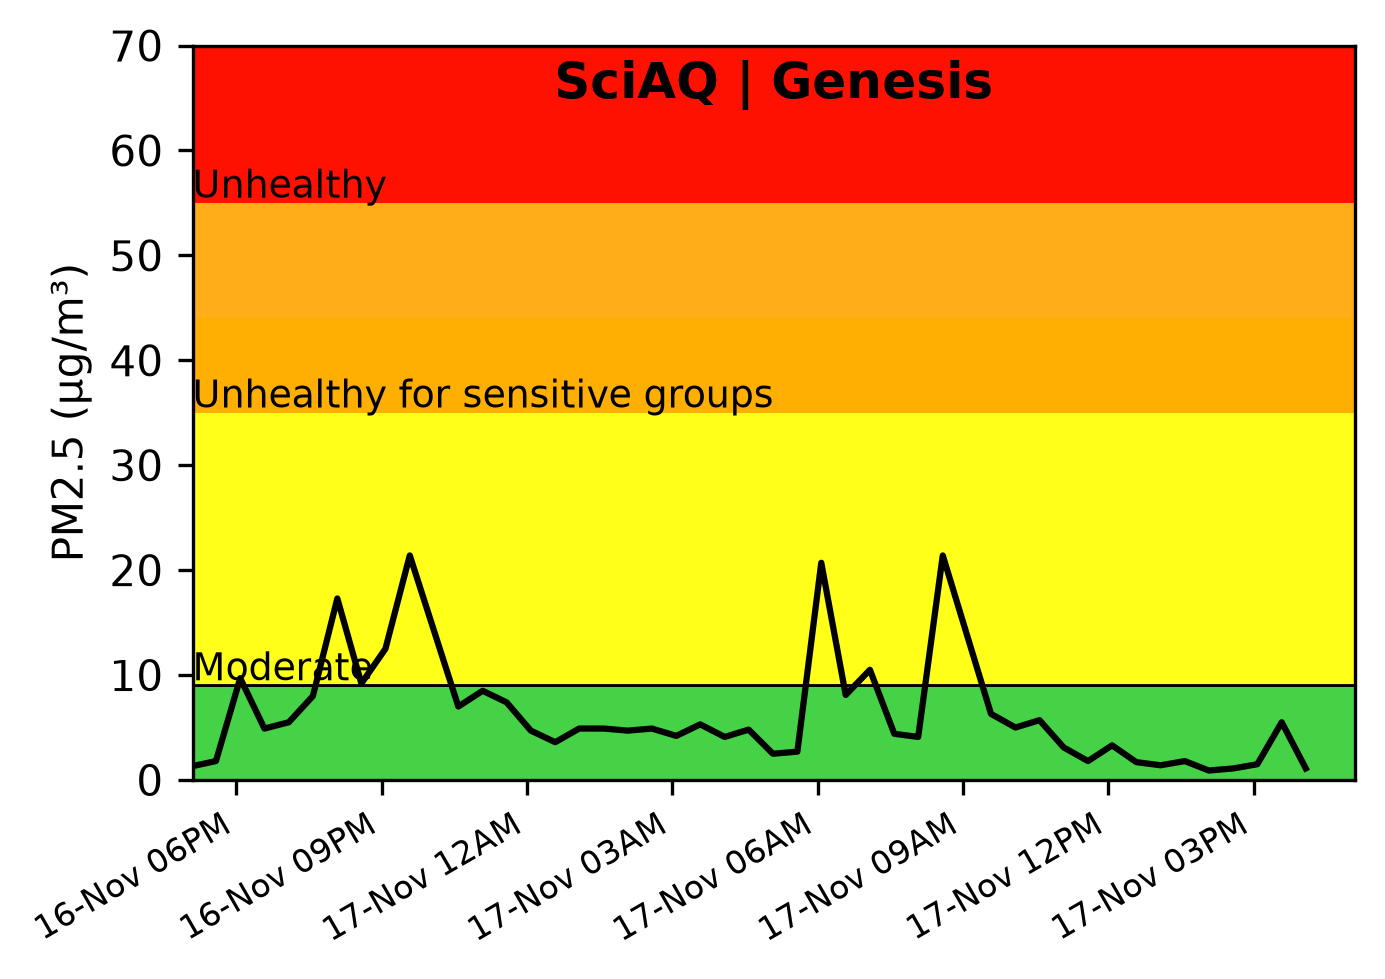 SciAQ | Genesis
70
60
50
40
30
20
10
0
PM2.5 (µg/m³)
Unhealthy
Unhealthy for sensitive groups
Moderate
16-Nov 06PM
16-Nov 09PM
17-Nov 12AM
17-Nov 03AM
17-Nov 06AM
17-Nov 09AM
17-Nov 12PM
17-Nov 03PM